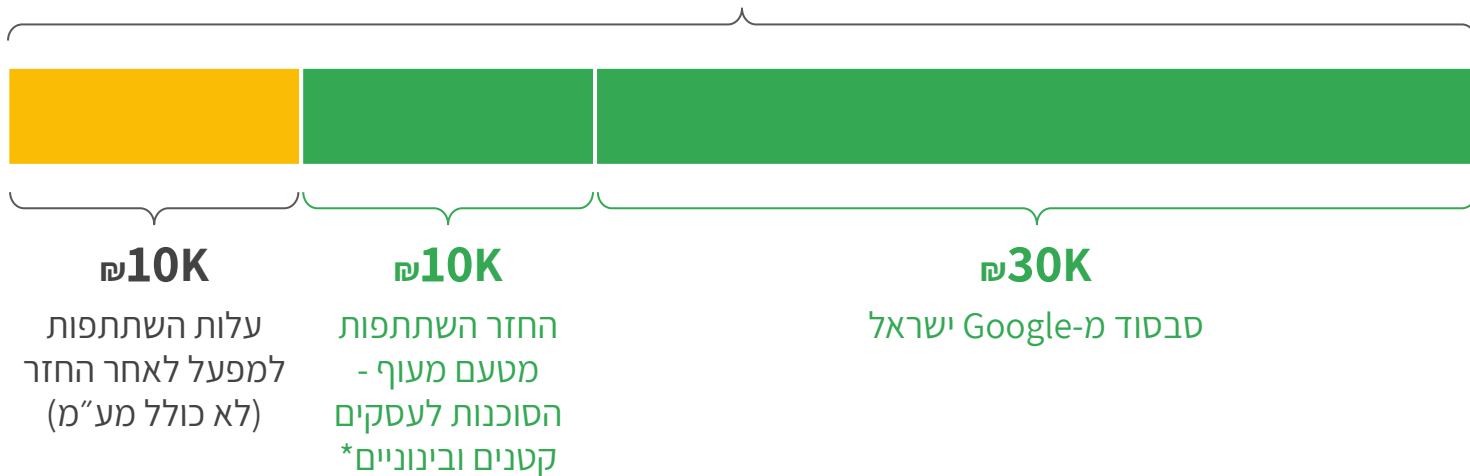 ₪10K
עלות השתתפות
למפעל לאחר החזר
(לא כולל מע״מ)
₪10K
החזר השתתפות
מטעם מעוף -
הסוכנות לעסקים
קטנים ובינוניים*
₪30K
סבסוד מ-Google ישראל